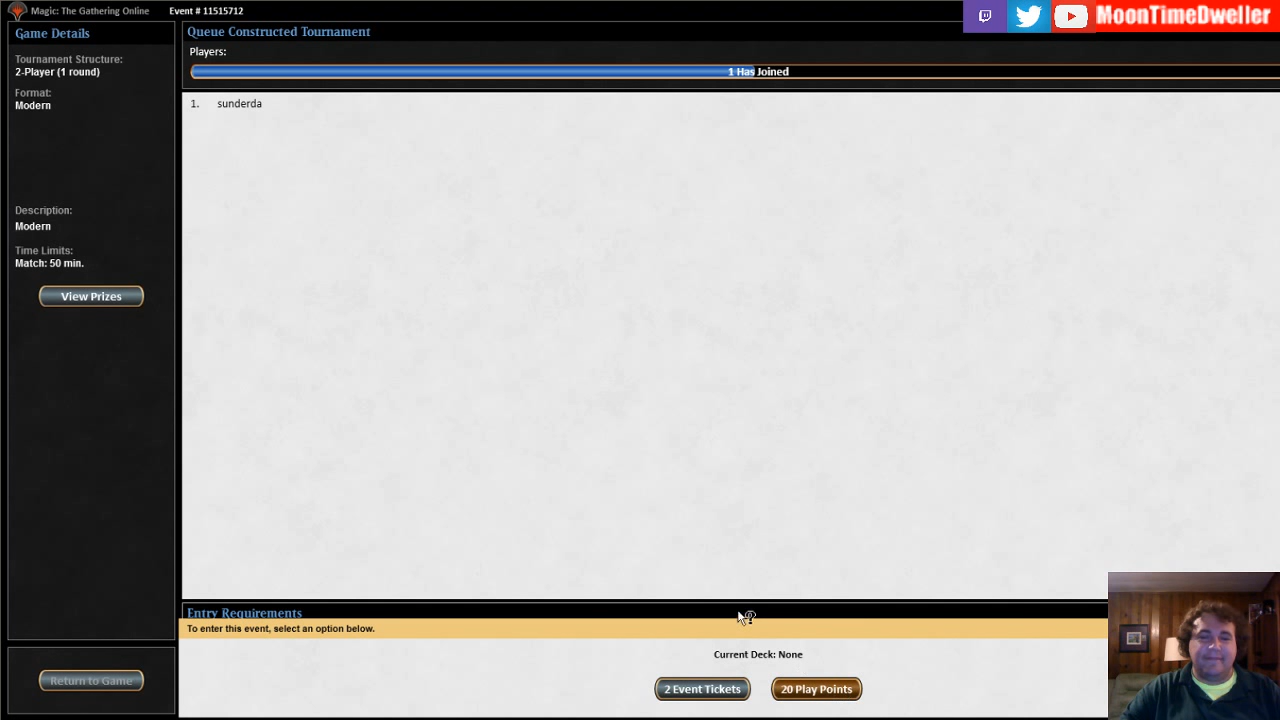 Magic: The Gathering Online Event # 11515712
MoonTimeDweller
Game Details
Tournament Structure:
2-Player (1 round)
Format:
Modern
Description:
Modern
Time Limits:
Match: 50 min.
View Prizes
Return to Game
Queue Constructed Tournament
Players:
1 Has Joined
1. sunderda
Entry Requirements
To enter this event, select an option below.
Current Deck: None
2 Event Tickets
20 Play Points